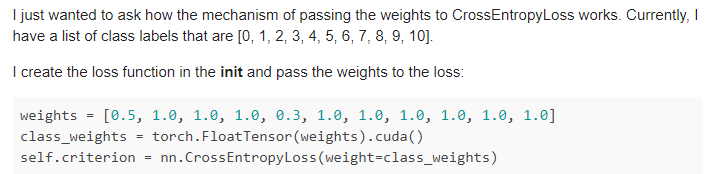 I just wanted to ask how the mechanism of passing the weights to CrossEntropyLoss works. Currently, I
have a list of class labels that are [0, 1, 2, 3, 4, 5, 6, 7, 8, 9, 10].
I create the loss function in the init and pass the weights to the loss:
weights = [0.5, 1.0, 1.0, 1.0, 0.3, 1.0, 1.0, 1.0, 1.0, 1.0, 1.0]
class_weights = torch.FloatTensor(weights).cuda()
self.criterion = nn.CrossEntropyLoss(weight=class_weights)